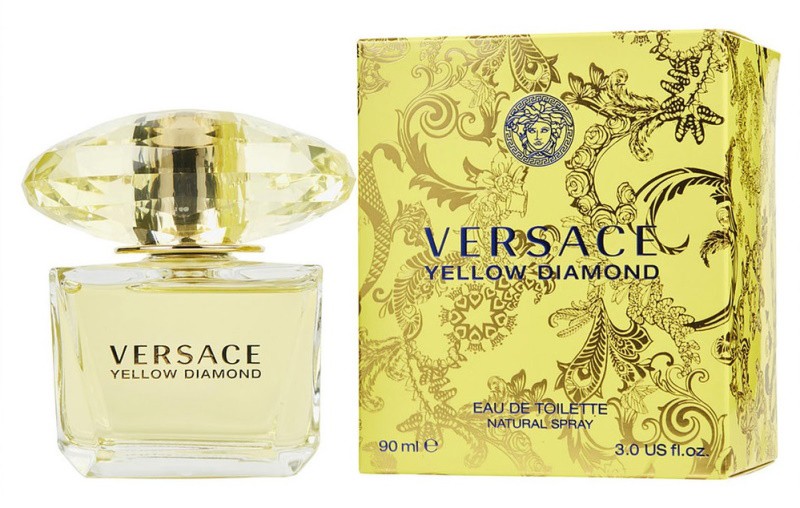 VERSACE
YELLOW DIAMOND
VERSACE
YELLOW DIAMOND
EAU DE TOILETTE
NATURAL SPRAY
90 ml ℮ 3.0 US fl.oz.